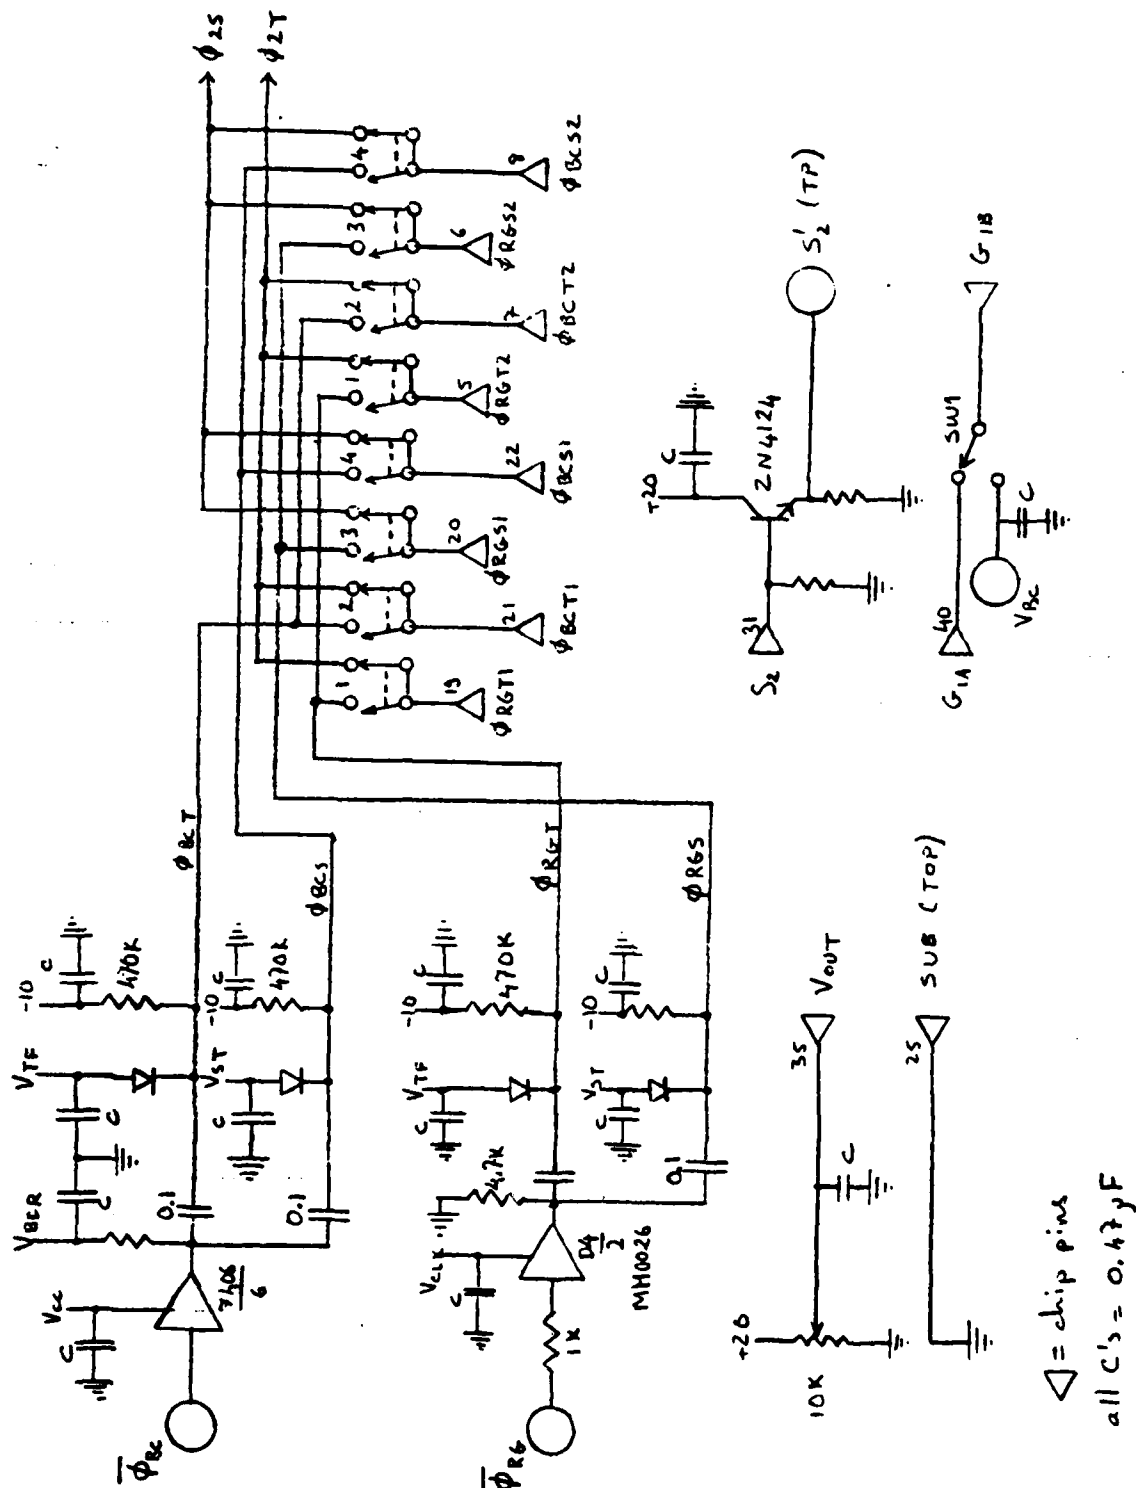 ϕ2S
ϕ2T
ϕBCT
ϕBCS
ϕRGT
ϕRGS
4
3
2
1
4
3
2
1
8
ϕBCS2
6
ϕRGS2
7
ϕBCT2
5
ϕRGT2
22
ϕBCS1
20
ϕRGS1
21
ϕBCT1
19
ϕRGT1
-10
C
470K
-10
C
470K
VTF
C
VST
C
VBCR
C
0.1
0.1
VCC
C
7406
6
ϕBC
-10
C
470K
-10
C
VTF
C
VST
C
4.7K
0.1
VCLK
C
D4
2
MH0026
1K
ϕRG
S2
31
+20
C
2N4124
S2' (TP)
G1A
40
SW1
G1B
VBC
C
+20
10K
C
35
VOUT
25
SUB (TOP)
▽ = chip pins
all C's = 0.47μF